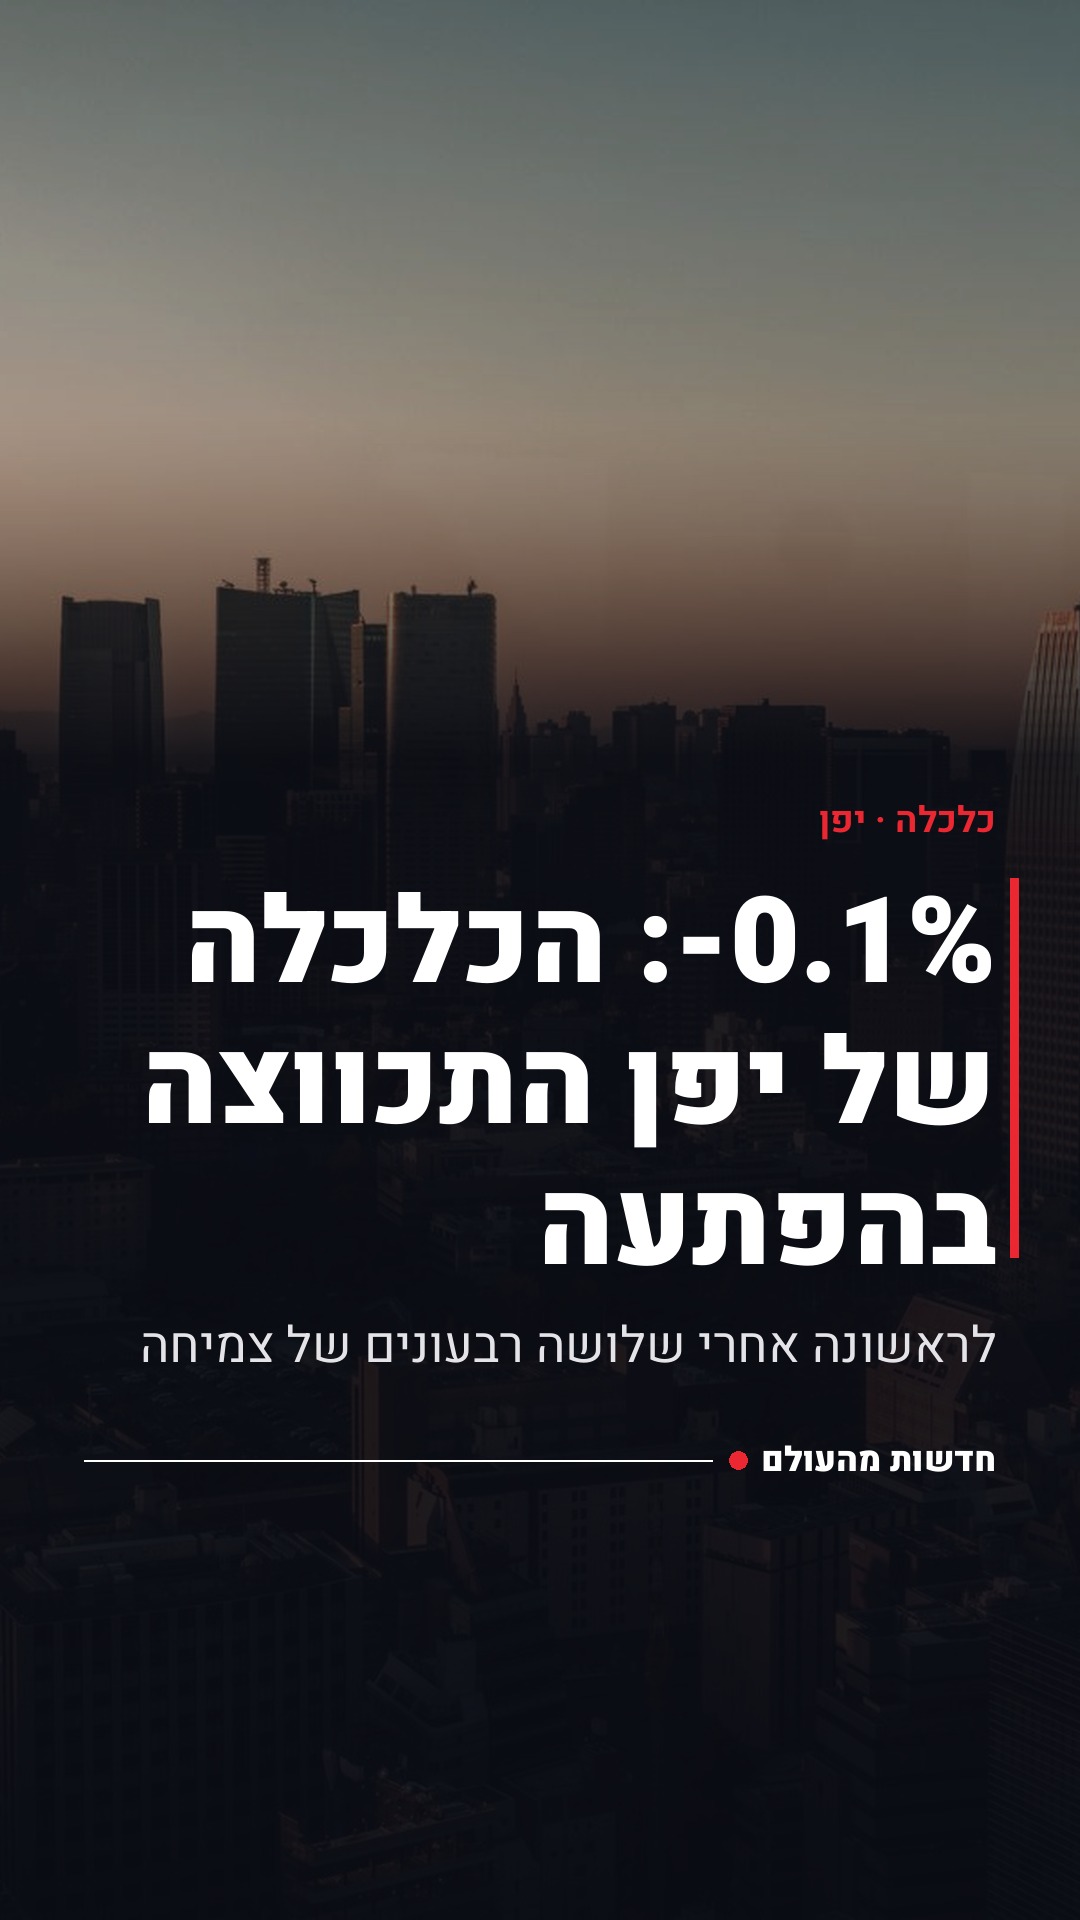 כלכלה · יפן
-0.1%: הכלכלה
של יפן התכווצה
בהפתעה
לראשונה אחרי שלושה רבעונים של צמיחה
חדשות מהעולם